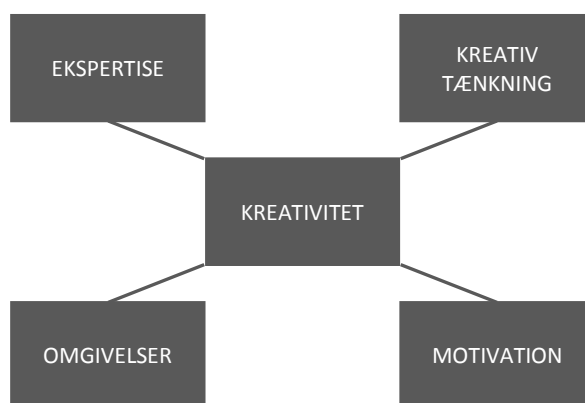 EKSPERTISE
KREATIV
TÆNKNING
KREATIVITET
OMGIVELSER
MOTIVATION